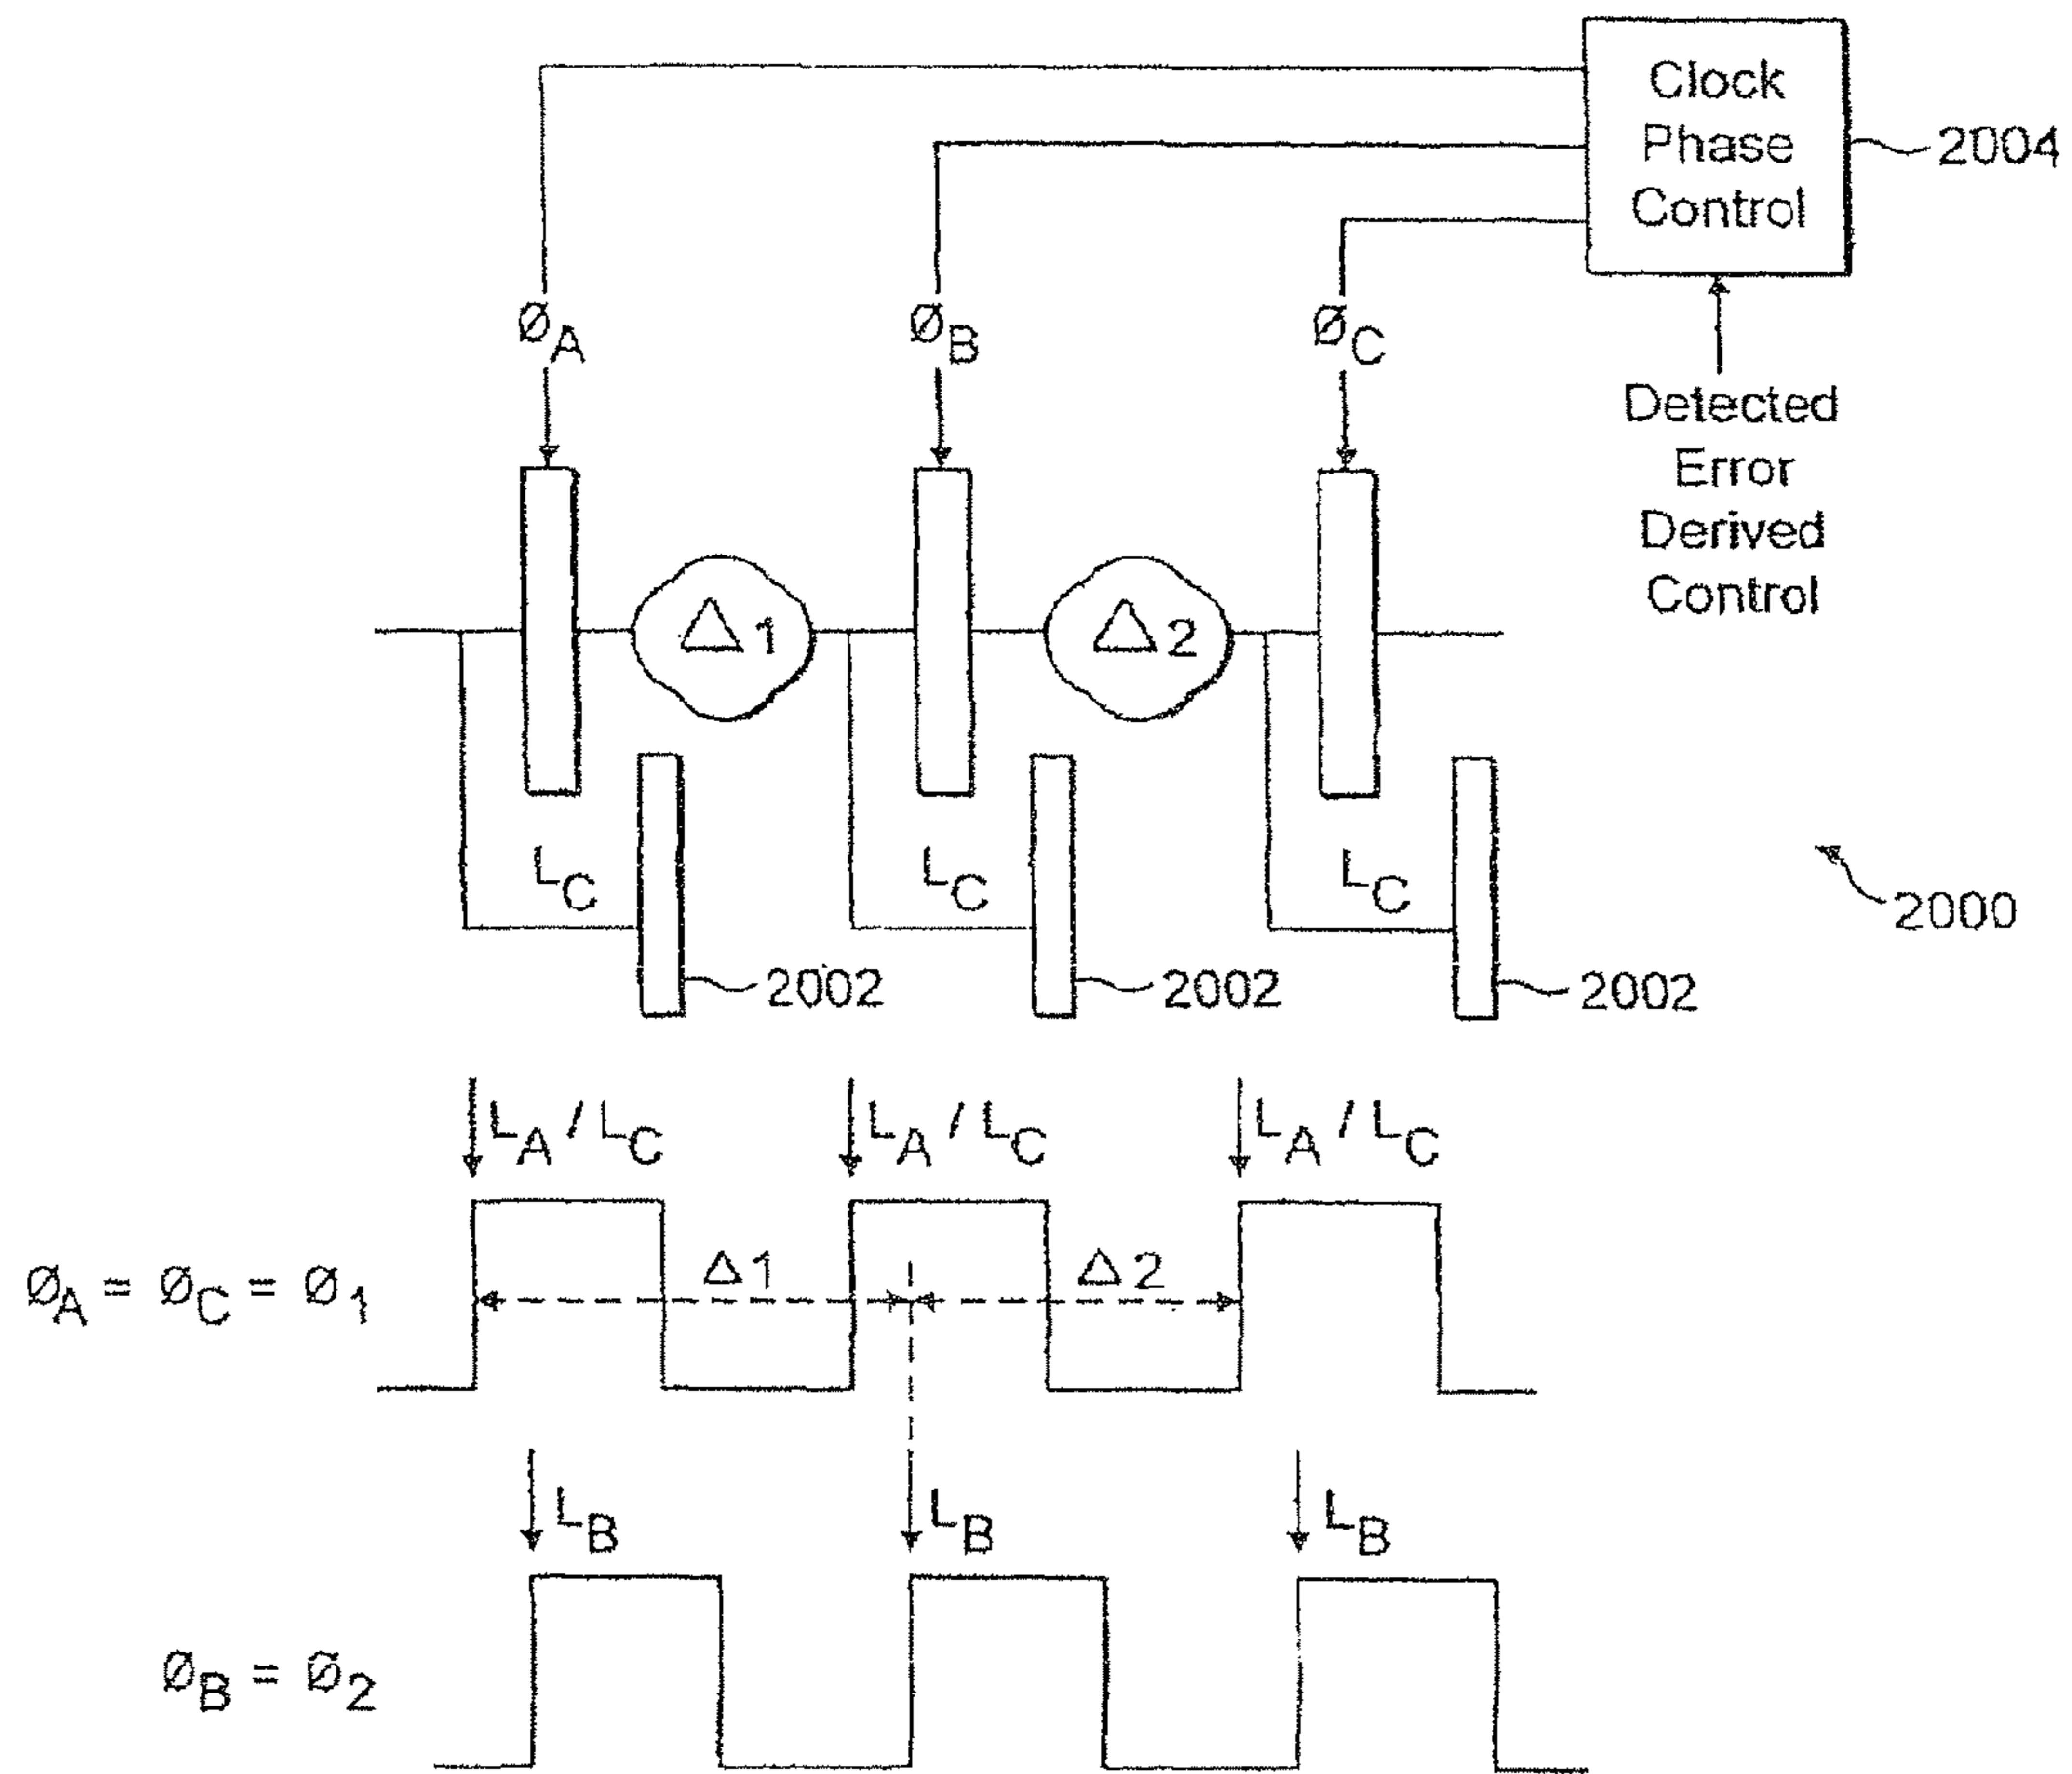 Clock
Phase
Control
2004
ØA
ØB
ØC
Detected
Error
Derived
Control
Δ1
Δ2
LC
LC
LC
2000
2002
2002
2002
LA / LC
LA / LC
LA / LC
Δ1
Δ2
ØA = ØC = Ø1
LB
LB
LB
ØB = Ø2